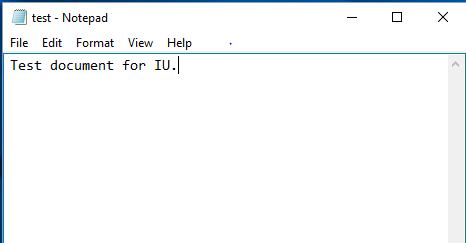 test - Notepad
File Edit Format View Help
Test document for IU.